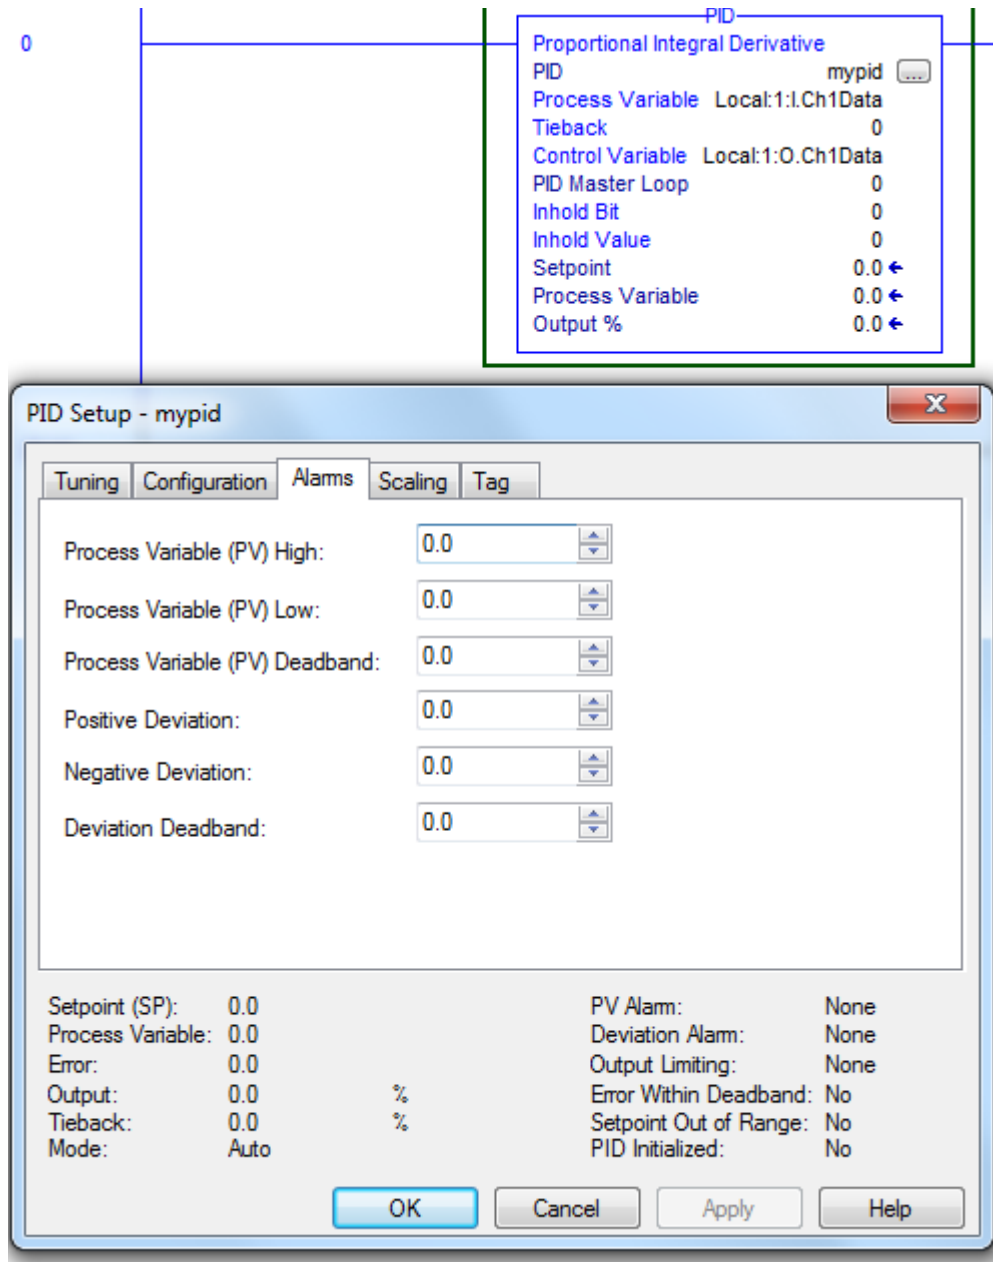 PID
0
Proportional Integral Derivative
PID mypid ...
Process Variable Local:1:I.Ch1Data
Tieback 0
Control Variable Local:1:O.Ch1Data
PID Master Loop 0
Inhold Bit 0
Inhold Value 0
Setpoint 0.0
Process Variable 0.0
Output % 0.0
PID Setup - mypid
Tuning Configuration Alarms Scaling Tag
Process Variable (PV) High: 0.0
Process Variable (PV) Low: 0.0
Process Variable (PV) Deadband: 0.0
Positive Deviation: 0.0
Negative Deviation: 0.0
Deviation Deadband: 0.0
Setpoint (SP): 0.0 PV Alarm: None
Process Variable: 0.0 Deviation Alarm: None
Error: 0.0 Output Limiting: None
Output: 0.0 % Error Within Deadband: No
Tieback: 0.0 % Setpoint Out of Range: No
Mode: Auto PID Initialized: No
OK Cancel Apply Help